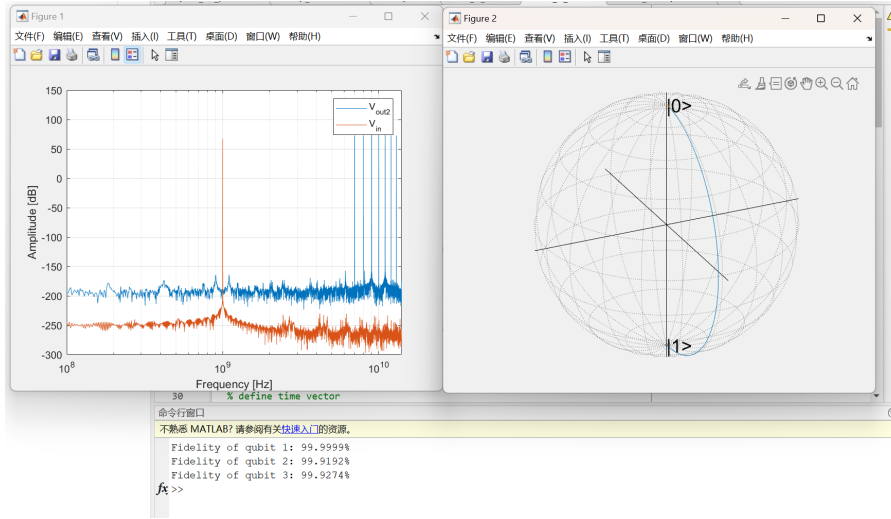 Figure 1
文件(F) 编辑(E) 查看(V) 插入(I) 工具(T) 桌面(D) 窗口(W) 帮助(H)
150
100
50
0
-50
-100
-150
-200
-250
-300
Amplitude [dB]
10^8
10^9
10^10
Frequency [Hz]
V_out2
V_in
Figure 2
文件(F) 编辑(E) 查看(V) 插入(I) 工具(T) 桌面(D) 窗口(W) 帮助(H)
|0>
|1>
30 % define time vector
命令行窗口
不熟悉 MATLAB? 请参阅有关快速入门的资源。
Fidelity of qubit 1: 99.9999%
Fidelity of qubit 2: 99.9192%
Fidelity of qubit 3: 99.9274%
fx >>